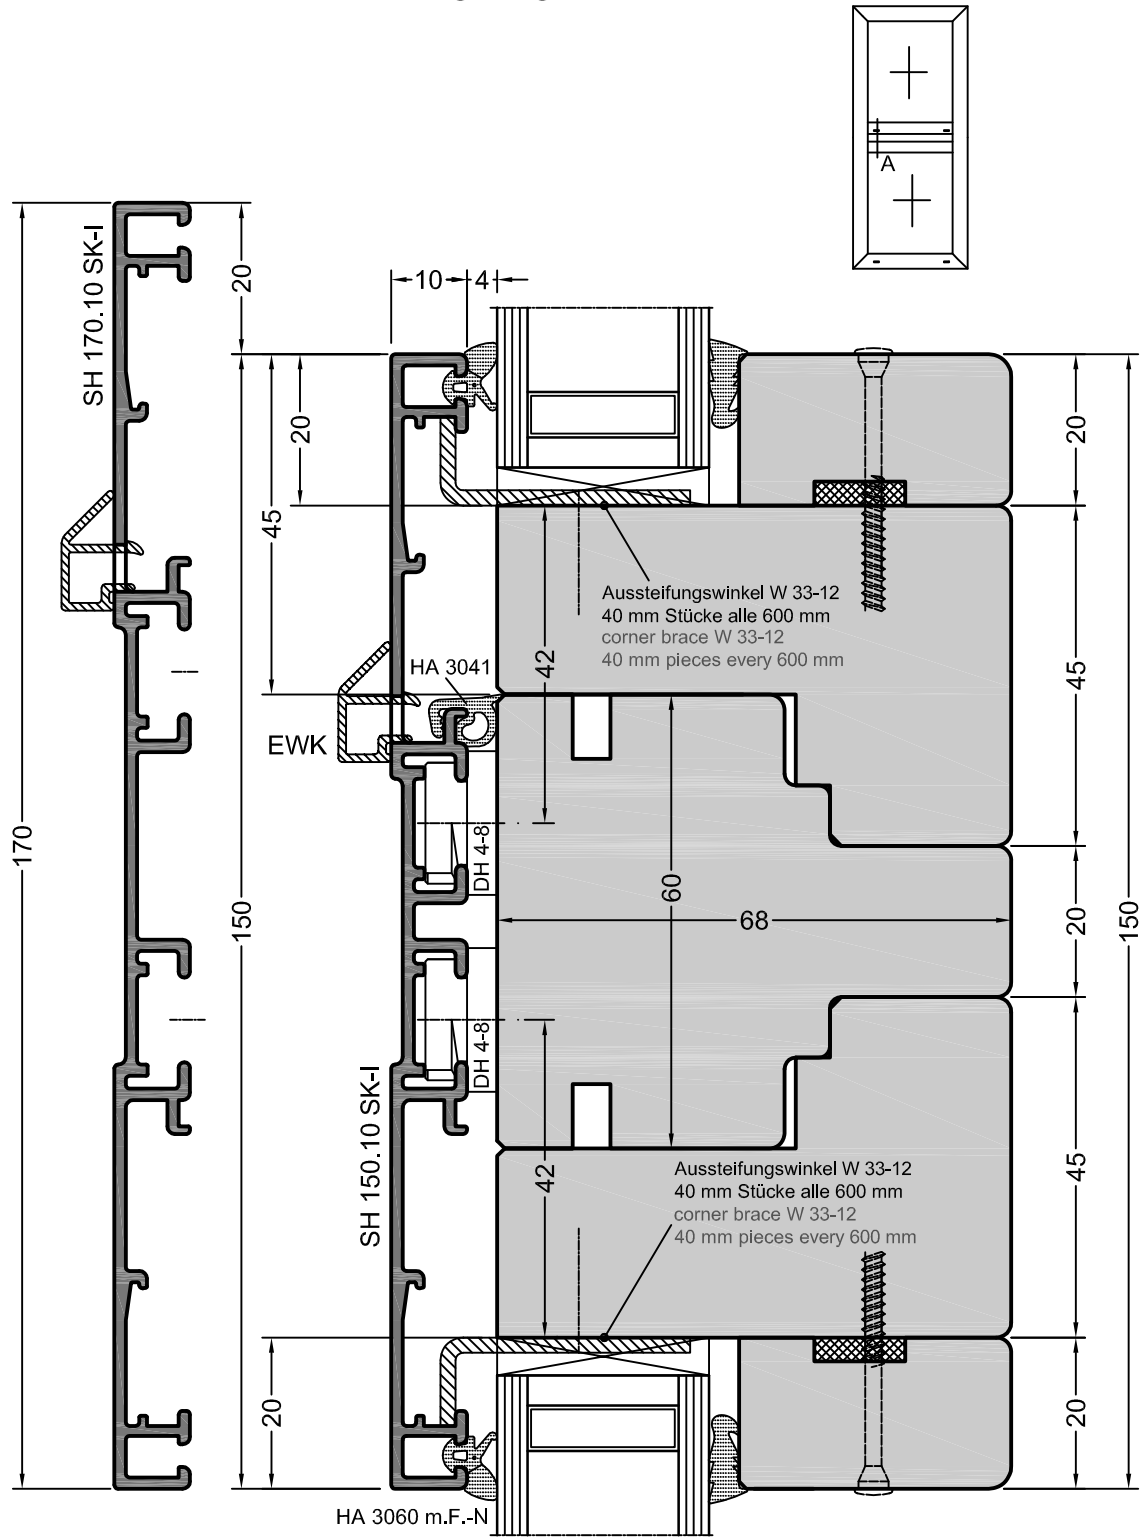 A
SH 170.10 SK-I
20
10
4
20
20
45
Aussteifungswinkel W 33-12
40 mm Stücke alle 600 mm
corner brace W 33-12
40 mm pieces every 600 mm
42
45
HA 3041
EWK
170
150
DH 4-8
60
68
20
150
DH 4-8
SH 150.10 SK-I
42
Aussteifungswinkel W 33-12
40 mm Stücke alle 600 mm
corner brace W 33-12
40 mm pieces every 600 mm
45
20
20
HA 3060 m.F.-N